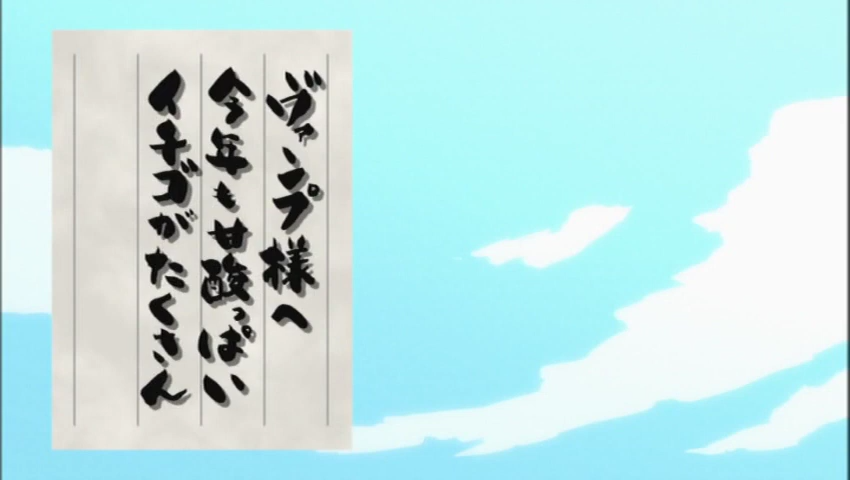 ヴァンプ様へ
今年も甘酸っぱい
イチゴがたくさん